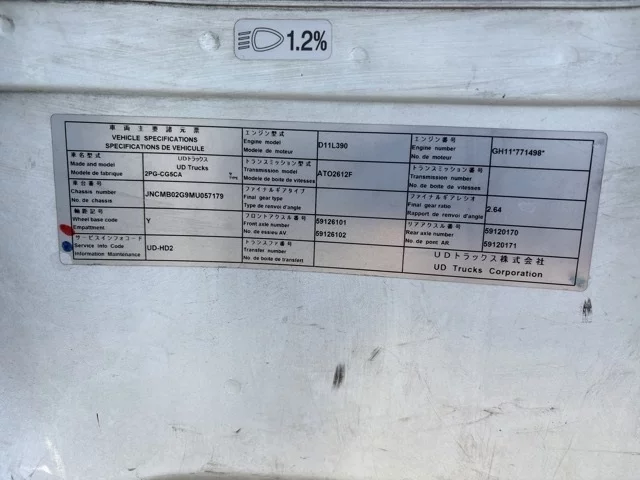 1.2%
車両主要諸元票
VEHICLE SPECIFICATIONS
SPECIFICATIONS DE VEHICULE
エンジン型式
Engine model
Modele de moteur
D11L390
エンジン番号
Engine number
No. de moteur
GH11*771498*
車名型式
Made and model
Modele de fabrique
UDトラックス
UD Trucks
2PG-CG5CA
トランスミッション型式
Transmission model
Modele de boite de vitesses
ATO2612F
トランスミッション番号
Transmission number
No. de boite de vitesses
車台番号
Chassis number
No. de chassis
JNCMB02G9MU057179
ファイナルギアタイプ
Final gear type
Type de renvoi d'angle
ファイナルギアレシオ
Final gear ratio
Rapport de renvoi d'angle
2.64
軸距記号
Wheel base code
Empattment
Y
フロントアクスル番号
Front axle number
No. de essieu AV
59126101
59126102
リアアクスル番号
Rear axle number
No. de pont AR.
59120170
59120171
サービスインフォコード
Service info Code
Information Maintenance
UD-HD2
トランスファ番号
Transfer number
No. de boite de transfert
UDトラックス株式会社
UD Trucks Corporation